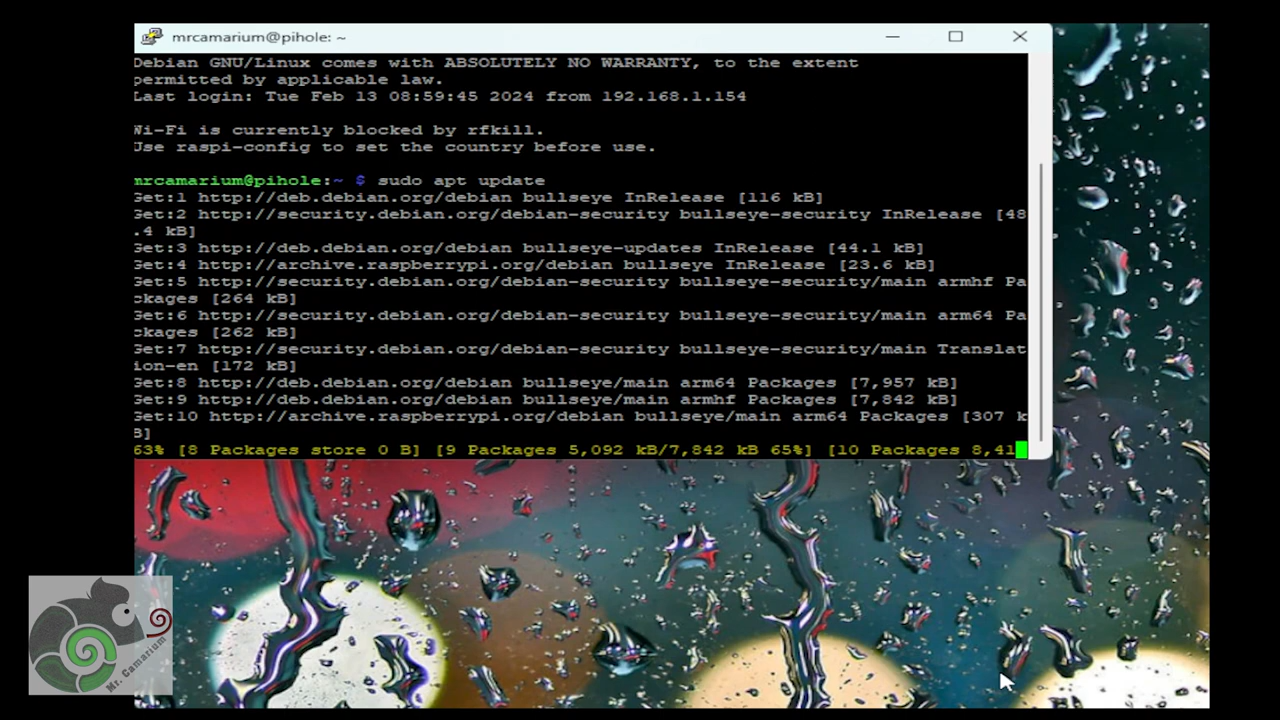 mrcamarium@pihole: ~
Debian GNU/Linux comes with ABSOLUTELY NO WARRANTY, to the extent
permitted by applicable law.
Last login: Tue Feb 13 08:59:45 2024 from 192.168.1.154
Wi-Fi is currently blocked by rfkill.
Use raspi-config to set the country before use.
mrcamarium@pihole:~ $ sudo apt update
Get:1 http://deb.debian.org/debian bullseye InRelease [116 kB]
Get:2 http://security.debian.org/debian-security bullseye-security InRelease [48
.4 kB]
Get:3 http://deb.debian.org/debian bullseye-updates InRelease [44.1 kB]
Get:4 http://archive.raspberrypi.org/debian bullseye InRelease [23.6 kB]
Get:5 http://security.debian.org/debian-security bullseye-security/main armhf Pa
ckages [264 kB]
Get:6 http://security.debian.org/debian-security bullseye-security/main arm64 Pa
ckages [262 kB]
Get:7 http://security.debian.org/debian-security bullseye-security/main Translat
ion-en [172 kB]
Get:8 http://deb.debian.org/debian bullseye/main arm64 Packages [7,957 kB]
Get:9 http://deb.debian.org/debian bullseye/main armhf Packages [7,842 kB]
Get:10 http://archive.raspberrypi.org/debian bullseye/main arm64 Packages [307 k
B]
63% [8 Packages store 0 B] [9 Packages 5,092 kB/7,842 kB 65%] [10 Packages 8,41
Mr. Camarium